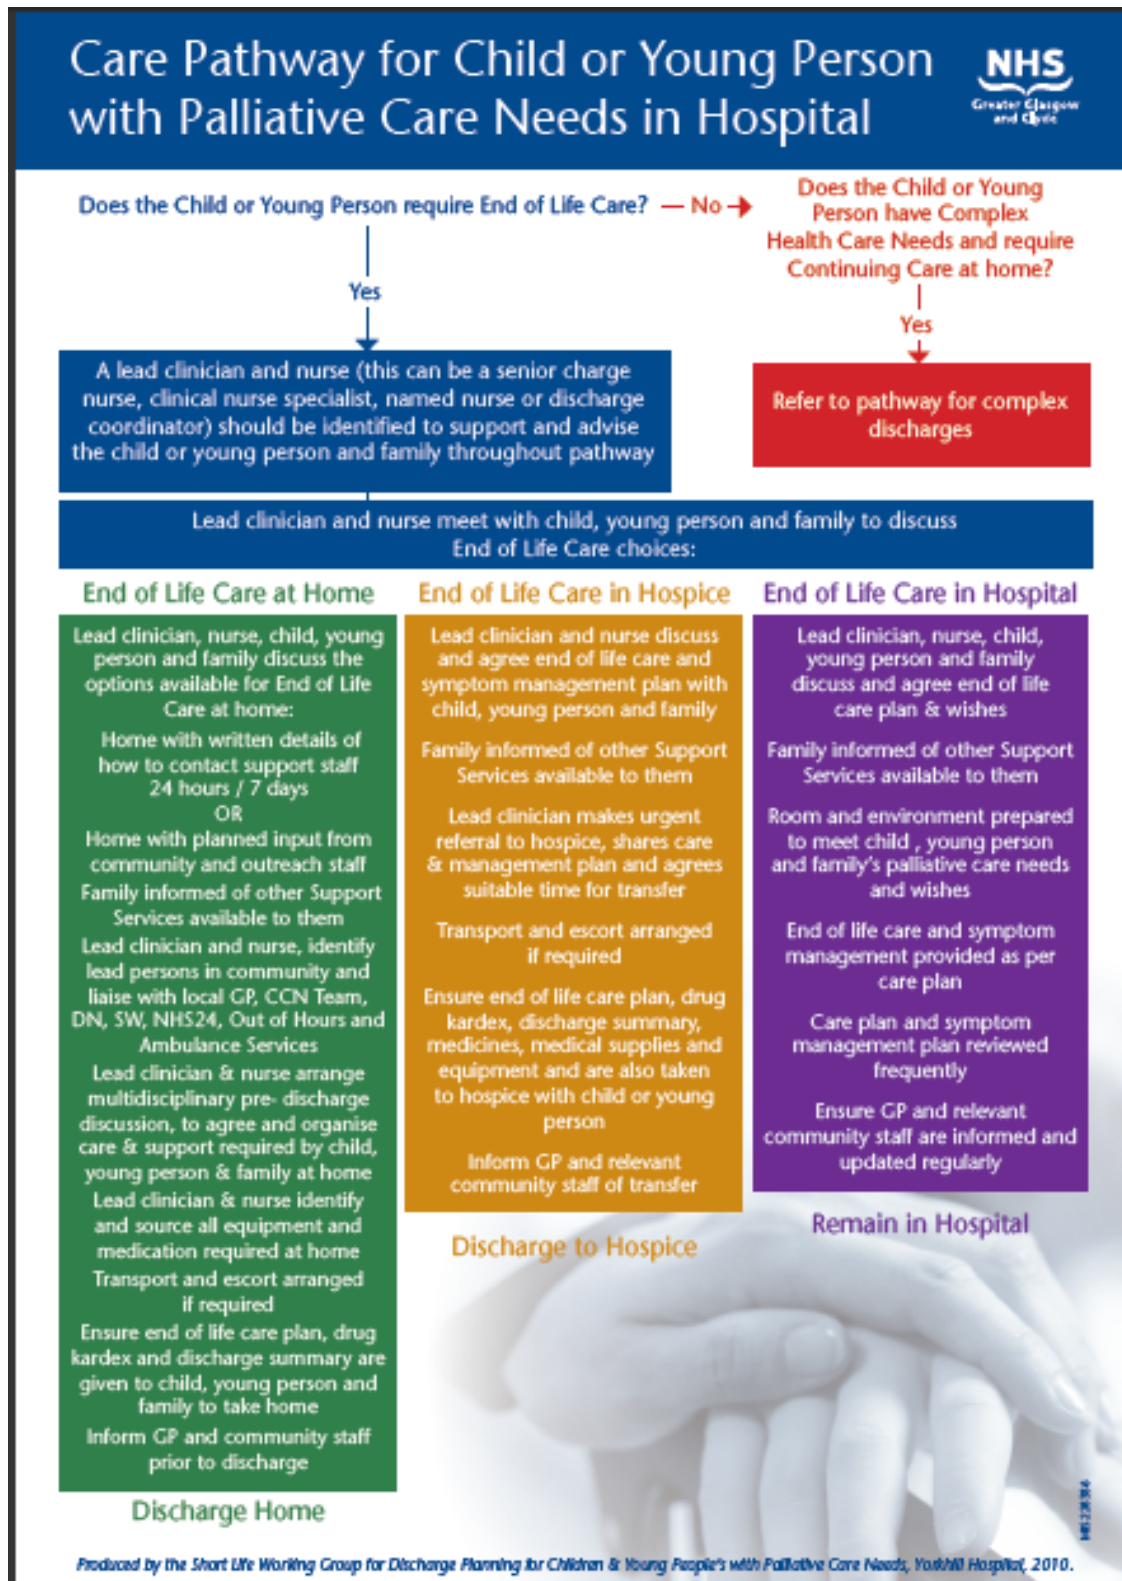 Care Pathway for Child or Young Person
with Palliative Care Needs in Hospital
NHS
Greater Glasgow
and Clyde
Does the Child or Young Person require End of Life Care?
No
Does the Child or Young
Person have Complex
Health Care Needs and require
Continuing Care at home?
Yes
Yes
A lead clinician and nurse (this can be a senior charge
nurse, clinical nurse specialist, named nurse or discharge
coordinator) should be identified to support and advise
the child or young person and family throughout pathway
Refer to pathway for complex
discharges
Lead clinician and nurse meet with child, young person and family to discuss
End of Life Care choices:
End of Life Care at Home
Lead clinician, nurse, child, young
person and family discuss the
options available for End of Life
Care at home:
Home with written details of
how to contact support staff
24 hours / 7 days
OR
Home with planned input from
community and outreach staff
Family informed of other Support
Services available to them
Lead clinician and nurse, identify
lead persons in community and
liaise with local GP, CCN Team,
DN, SW, NHS24, Out of Hours and
Ambulance Services
Lead clinician & nurse arrange
multidisciplinary pre- discharge
discussion, to agree and organise
care & support required by child,
young person & family at home
Lead clinician & nurse identify
and source all equipment and
medication required at home
Transport and escort arranged
if required
Ensure end of life care plan, drug
kardex and discharge summary are
given to child, young person and
family to take home
Inform GP and community staff
prior to discharge
Discharge Home
End of Life Care in Hospice
Lead clinician and nurse discuss
and agree end of life care and
symptom management plan with
child, young person and family
Family informed of other Support
Services available to them
Lead clinician makes urgent
referral to hospice, shares care
& management plan and agrees
suitable time for transfer
Transport and escort arranged
if required
Ensure end of life care plan, drug
kardex, discharge summary,
medicines, medical supplies and
equipment and are also taken
to hospice with child or young
person
Inform GP and relevant
community staff of transfer
Discharge to Hospice
End of Life Care in Hospital
Lead clinician, nurse, child,
young person and family
discuss and agree end of life
care plan & wishes
Family informed of other Support
Services available to them
Room and environment prepared
to meet child , young person
and family's palliative care needs
and wishes
End of life care and symptom
management provided as per
care plan
Care plan and symptom
management plan reviewed
frequently
Ensure GP and relevant
community staff are informed and
updated regularly
Remain in Hospital
Produced by the Short Life Working Group for Discharge Planning for Children & Young People's with Palliative Care Needs, Yorkhill Hospital, 2010.